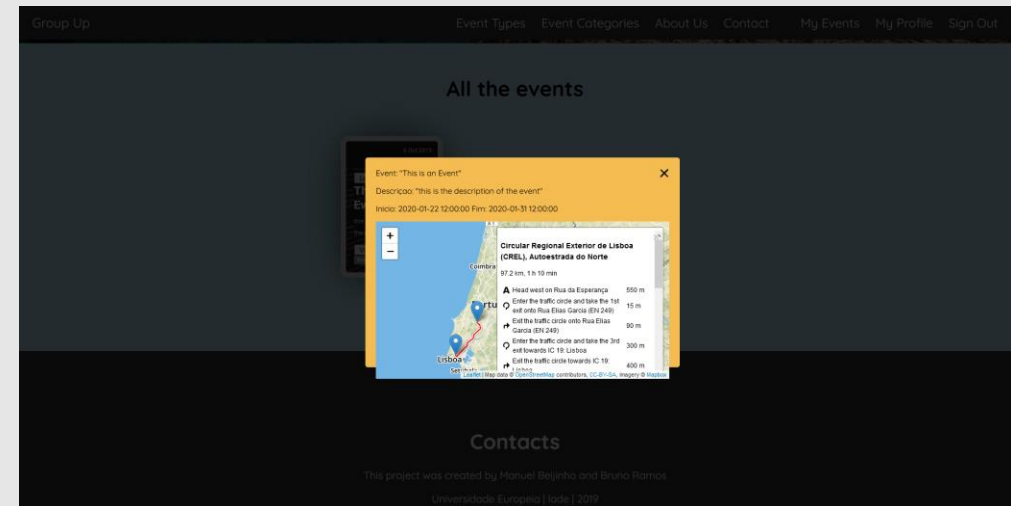 Group Up
Event Types Event Categories About Us Contact My Events My Profile Sign Out
All the events
Event: "This is an Event"
Descriçao: "this is the description of the event"
Inicio: 2020-01-22 12:00:00 Fim: 2020-01-31 12:00:00
+
−
Coimbra
Portu
Lisboa
Circular Regional Exterior de Lisboa
(CREL), Autoestrada do Norte
97.2 km, 1 h 10 min
Head west on Rua da Esperança 550 m
Enter the traffic circle and take the 1st
exit onto Rua Elias Garcia (EN 249) 15 m
Exit the traffic circle onto Rua Elias
Garcia (EN 249) 90 m
Enter the traffic circle and take the 3rd
exit towards IC 19: Lisboa 300 m
Exit the traffic circle towards IC 19:
Lisboa 400 m
Leaflet | Map data © OpenStreetMap contributors, CC-BY-SA, Imagery © Mapbox
Contacts
This project was created by Manuel Beijinho and Bruno Ramos
Universidade Europeia | Iade | 2019